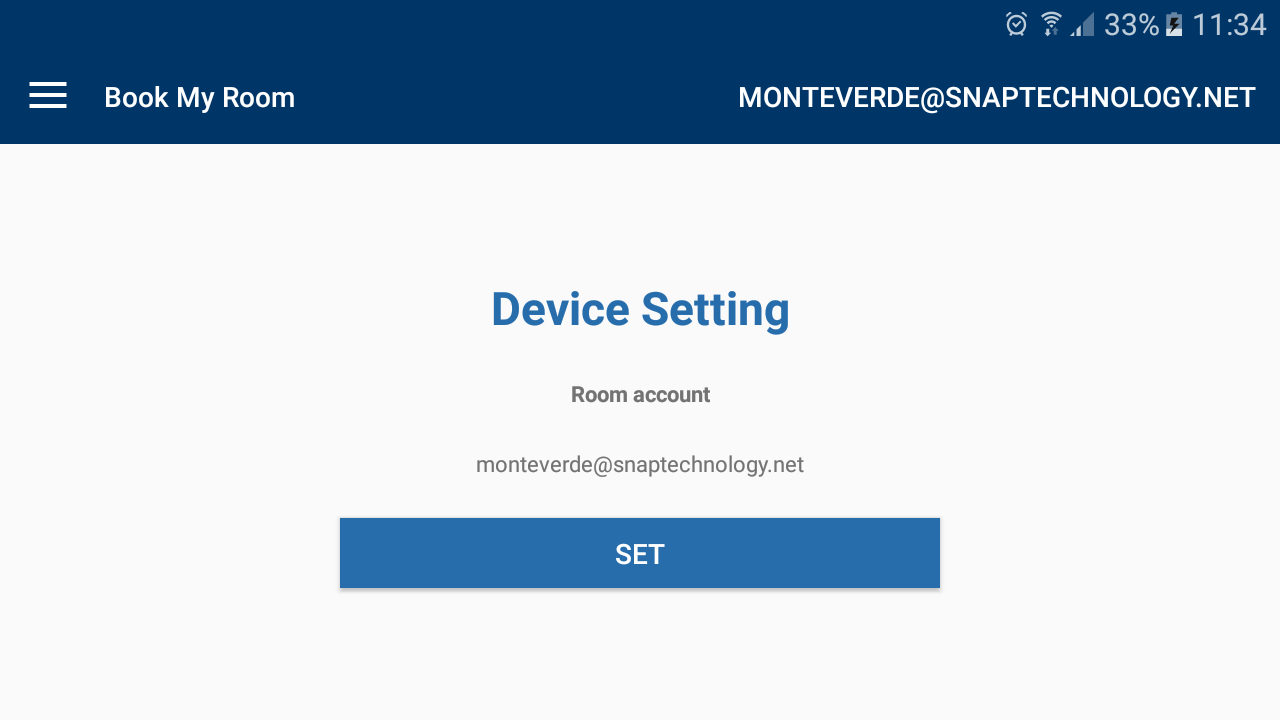 33% 11:34
Book My Room MONTEVERDE@SNAPTECHNOLOGY.NET
Device Setting
Room account
monteverde@snaptechnology.net
SET